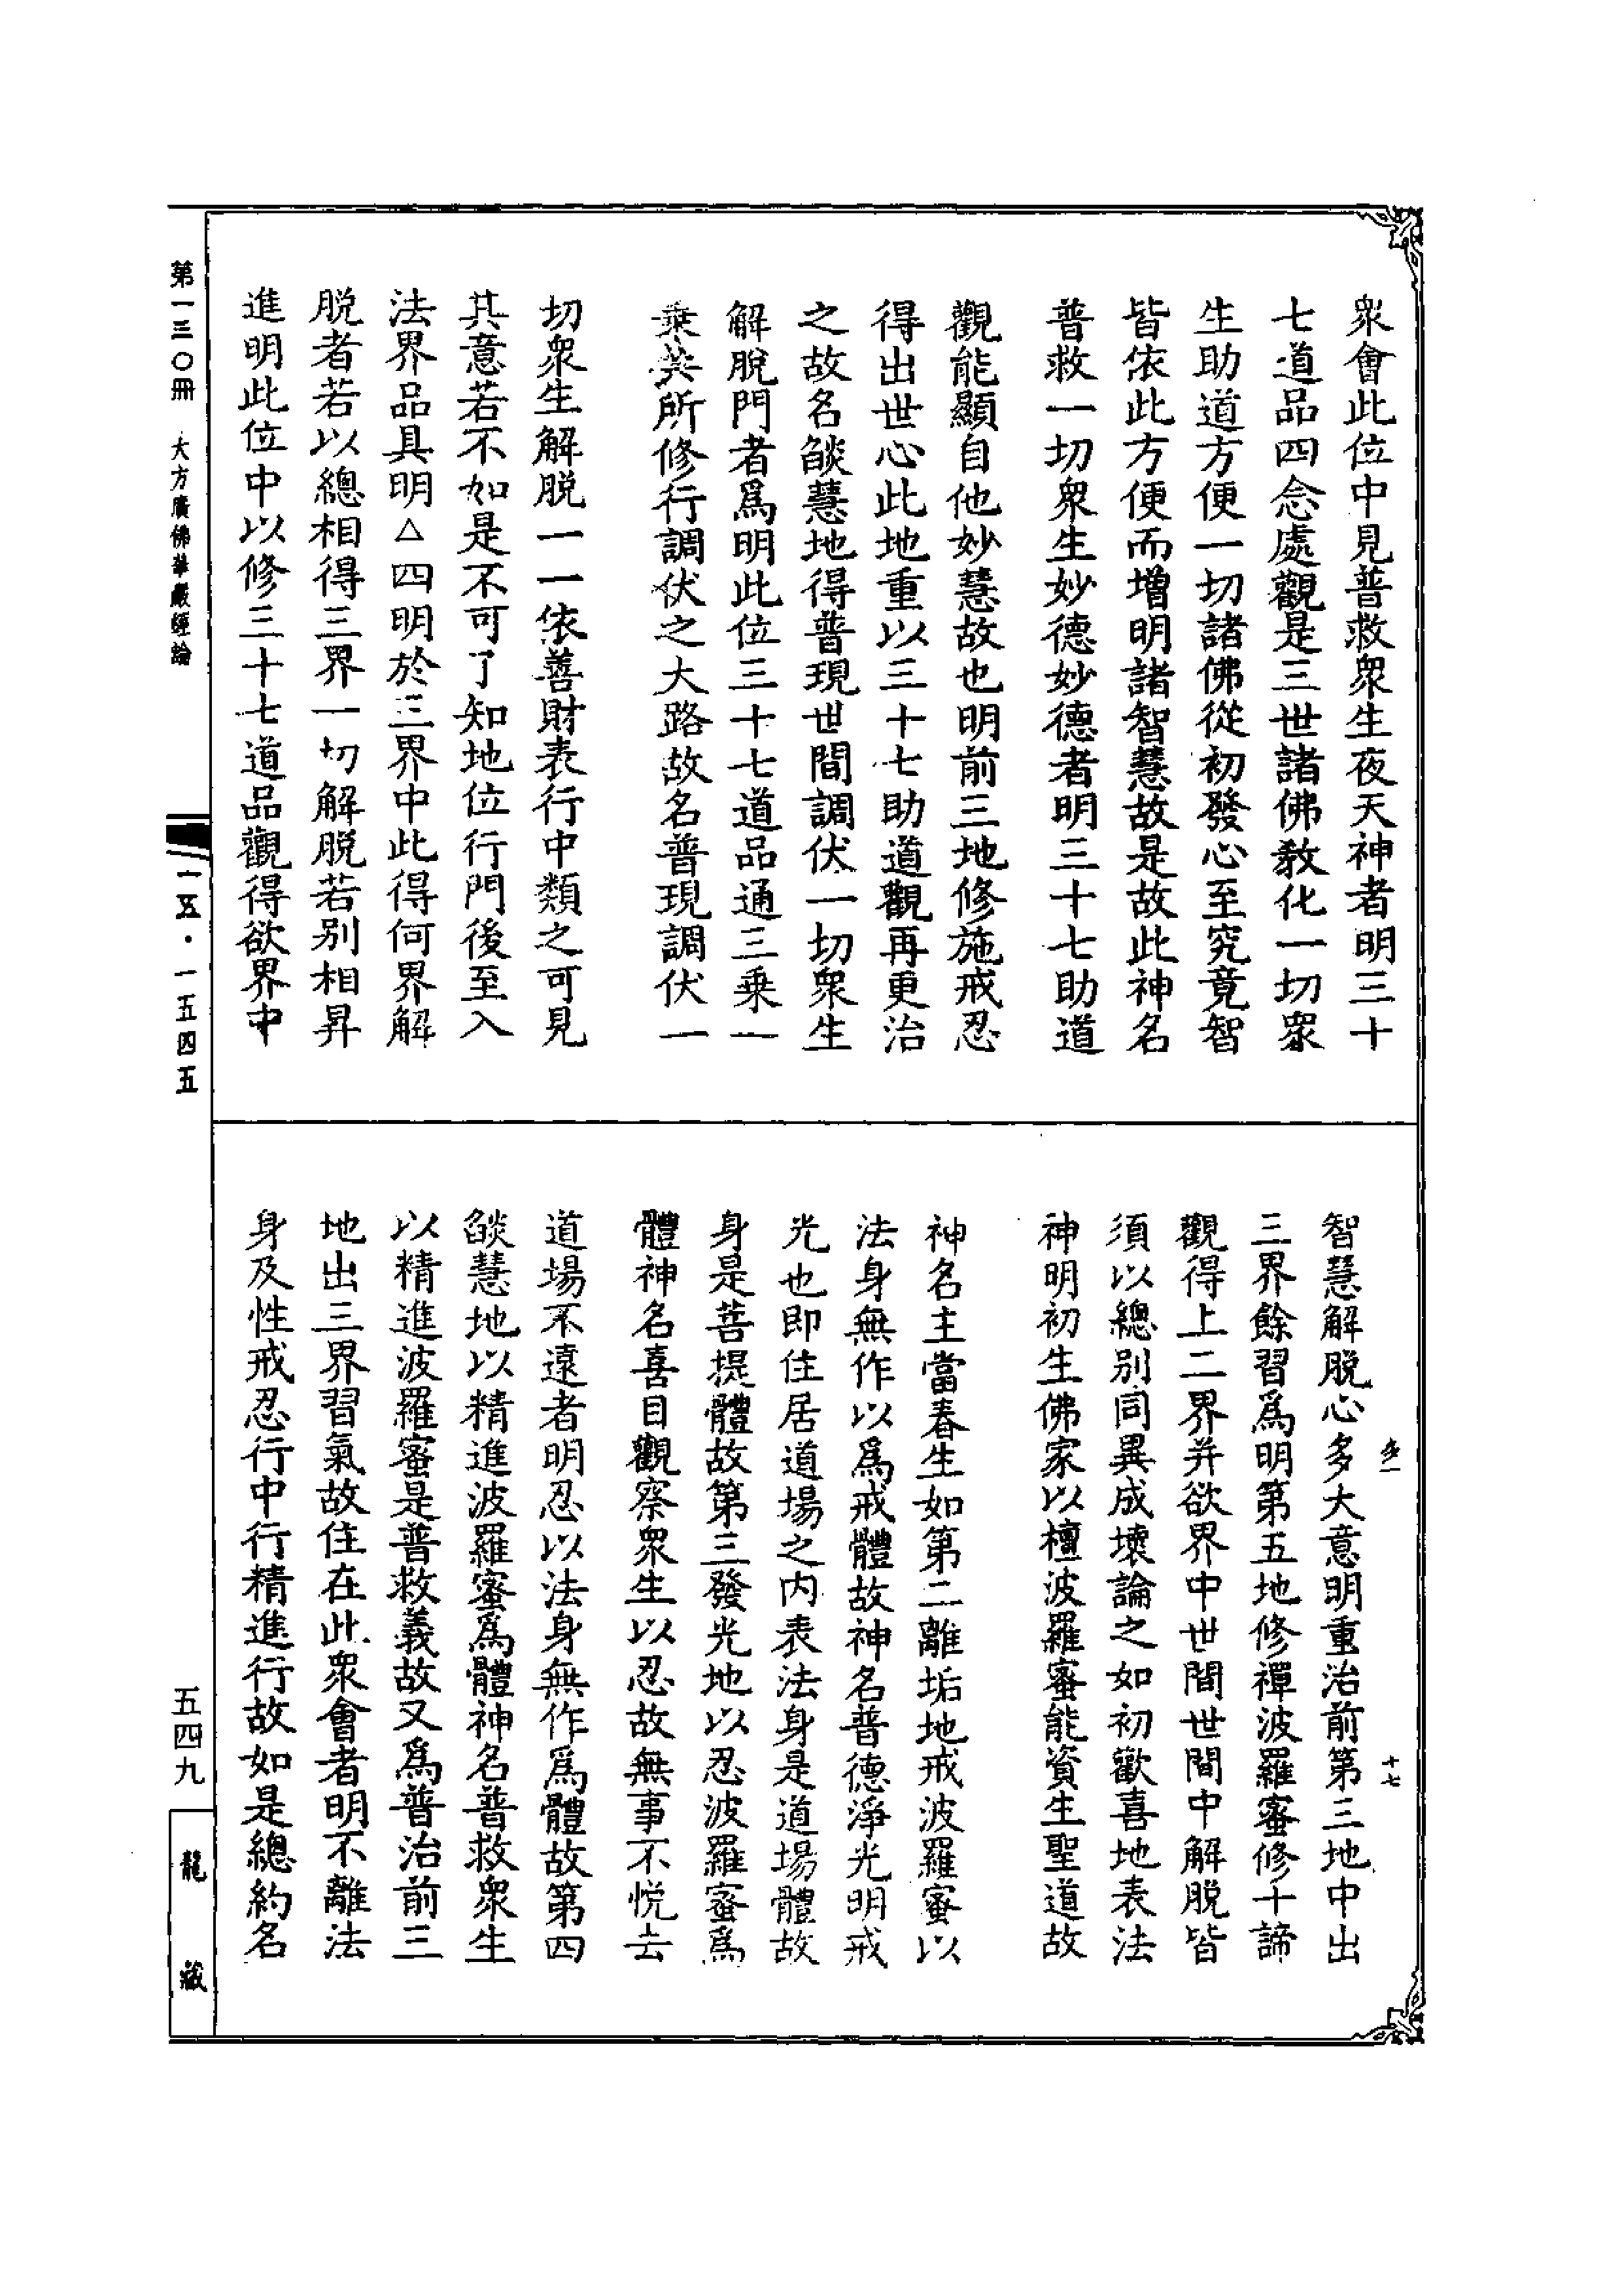 衆會此位中見普救衆生夜天神者明三十
七道品四念處觀是三世諸佛教化一切衆
生助道方便一切諸佛從初發心至究竟智
皆依此方便而增明諸智慧故是故此神名
普救一切衆生妙德妙德者明三十七助道
觀能顯自他妙慧故也明前三地修施戒忍
得出世心此地重以三十七助道觀再更治
之故名燄慧地得普現世間調伏一切衆生
解脫門者爲明此位三十七道品通三乘一
乘共所修行調伏之大路故名普現調伏一
切衆生解脫一一依善財表行中類之可見
其意若不如是不可了知地位行門後至入
法界品具明△四明於三界中此得何界解
脫者若以總相得三界一切解脫若別相昇
進明此位中以修三十七道品觀得欲界中
智慧解脫心多大意明重治前第三地中出
三界餘習爲明第五地修禪波羅蜜修十諦
觀得上二界并欲界中世間世間中解脫皆
須以總別同異成壞論之如初歡喜地表法
神明初生佛家以檀波羅蜜能資生聖道故
神名主當春生如第二離垢地戒波羅蜜以
法身無作以爲戒體故神名普德淨光明戒
光也即住居道場之內表法身是道場體故
身是菩提體故第三發光地以忍波羅蜜爲
體神名喜目觀察衆生以忍故無事不悅去
道場不遠者明忍以法身無作爲體故第四
燄慧地以精進波羅蜜爲體神名普救衆生
以精進波羅蜜是普救義故又爲普治前三
地出三界習氣故住在此衆會者明不離法
身及性戒忍行中行精進行故如是總約名
十七
第一三〇冊 大方廣佛華嚴經論
一五四五
五四九
龍藏